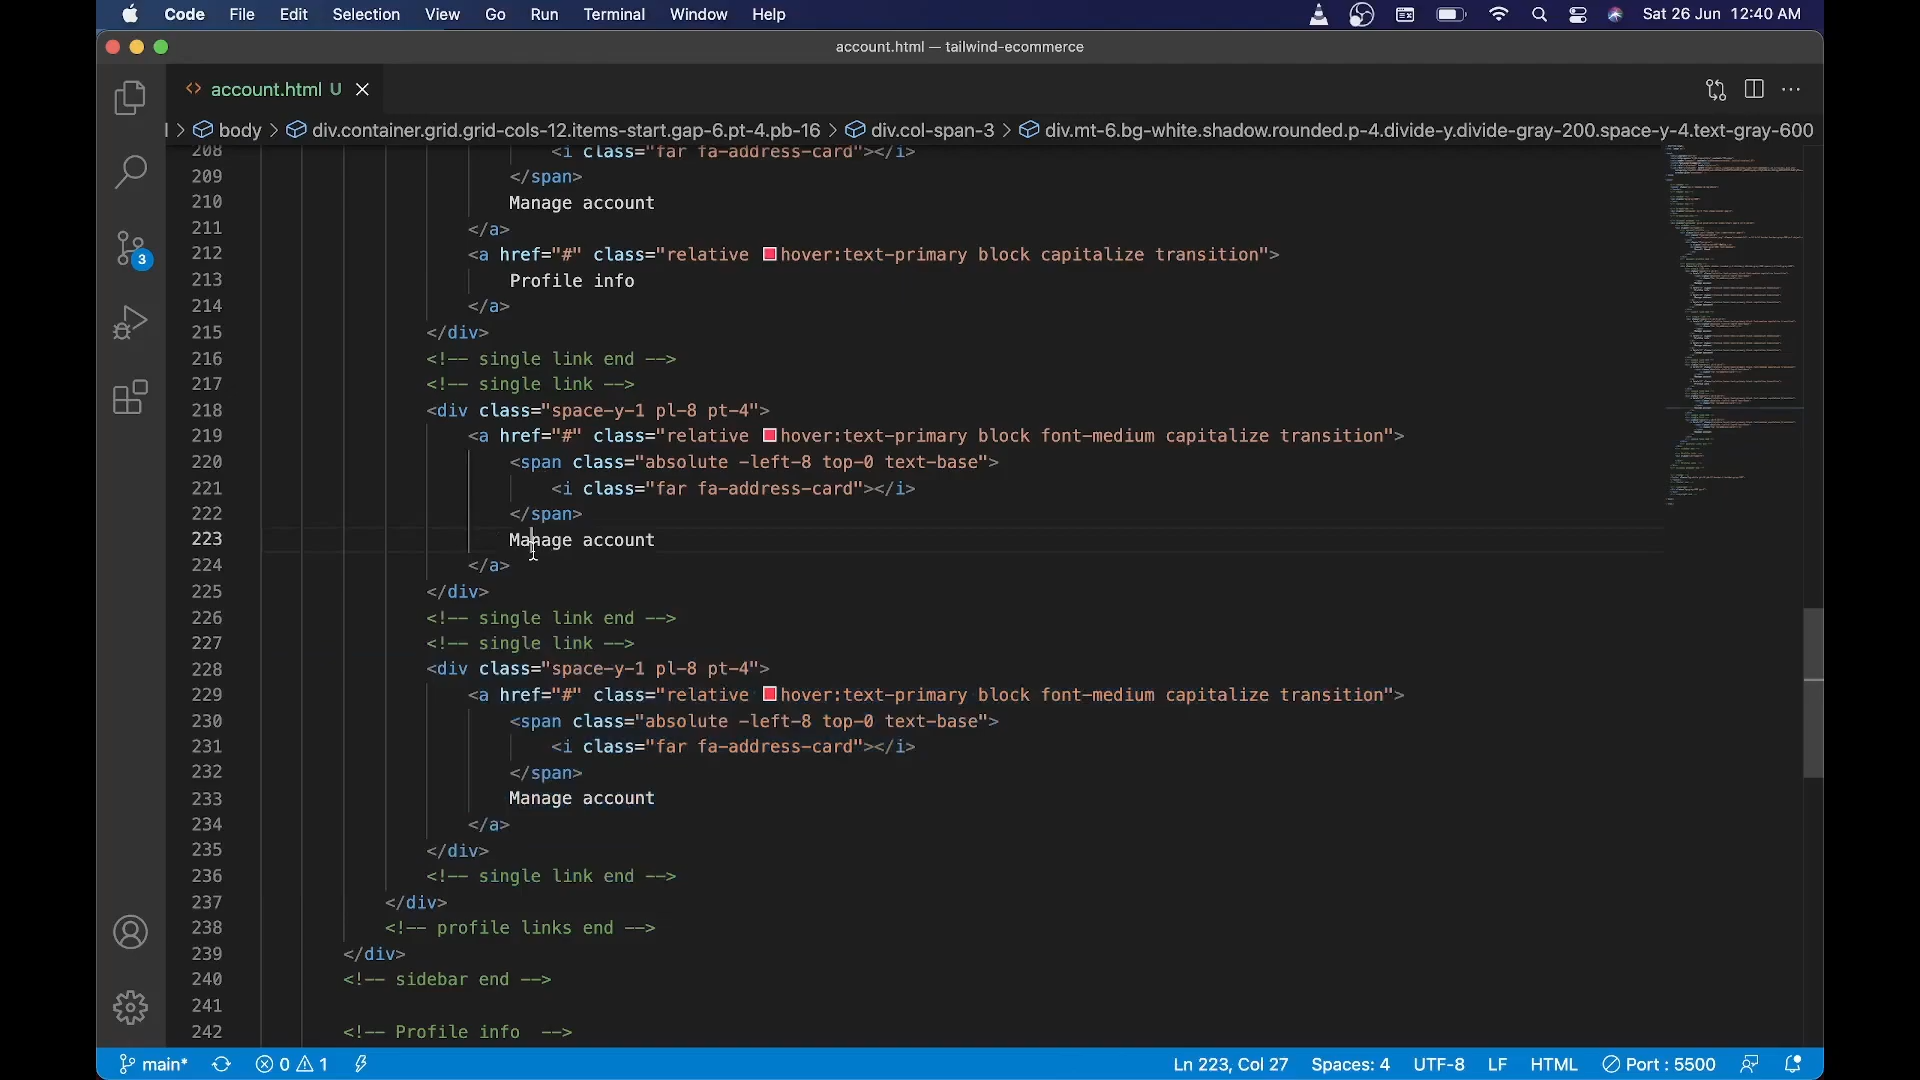 Code File Edit Selection View Go Run Terminal Window Help Sat 26 Jun 12:40 AM
account.html — tailwind-ecommerce
account.html U
body > div.container.grid.grid-cols-12.items-start.gap-6.pt-4.pb-16 > div.col-span-3 > div.mt-6.bg-white.shadow.rounded.p-4.divide-y.divide-gray-200.space-y-4.text-gray-600
208 <i class="far fa-address-card"></i>
209 </span>
210 Manage account
211 </a>
212 <a href="#" class="relative hover:text-primary block capitalize transition">
213 Profile info
214 </a>
215 </div>
216 <!-- single link end -->
217 <!-- single link -->
218 <div class="space-y-1 pl-8 pt-4">
219 <a href="#" class="relative hover:text-primary block font-medium capitalize transition">
220 <span class="absolute -left-8 top-0 text-base">
221 <i class="far fa-address-card"></i>
222 </span>
223 Manage account
224 </a>
225 </div>
226 <!-- single link end -->
227 <!-- single link -->
228 <div class="space-y-1 pl-8 pt-4">
229 <a href="#" class="relative hover:text-primary block font-medium capitalize transition">
230 <span class="absolute -left-8 top-0 text-base">
231 <i class="far fa-address-card"></i>
232 </span>
233 Manage account
234 </a>
235 </div>
236 <!-- single link end -->
237 </div>
238 <!-- profile links end -->
239 </div>
240 <!-- sidebar end -->
241
242 <!-- Profile info -->
3
main* 0 1 Ln 223, Col 27 Spaces: 4 UTF-8 LF HTML Port : 5500